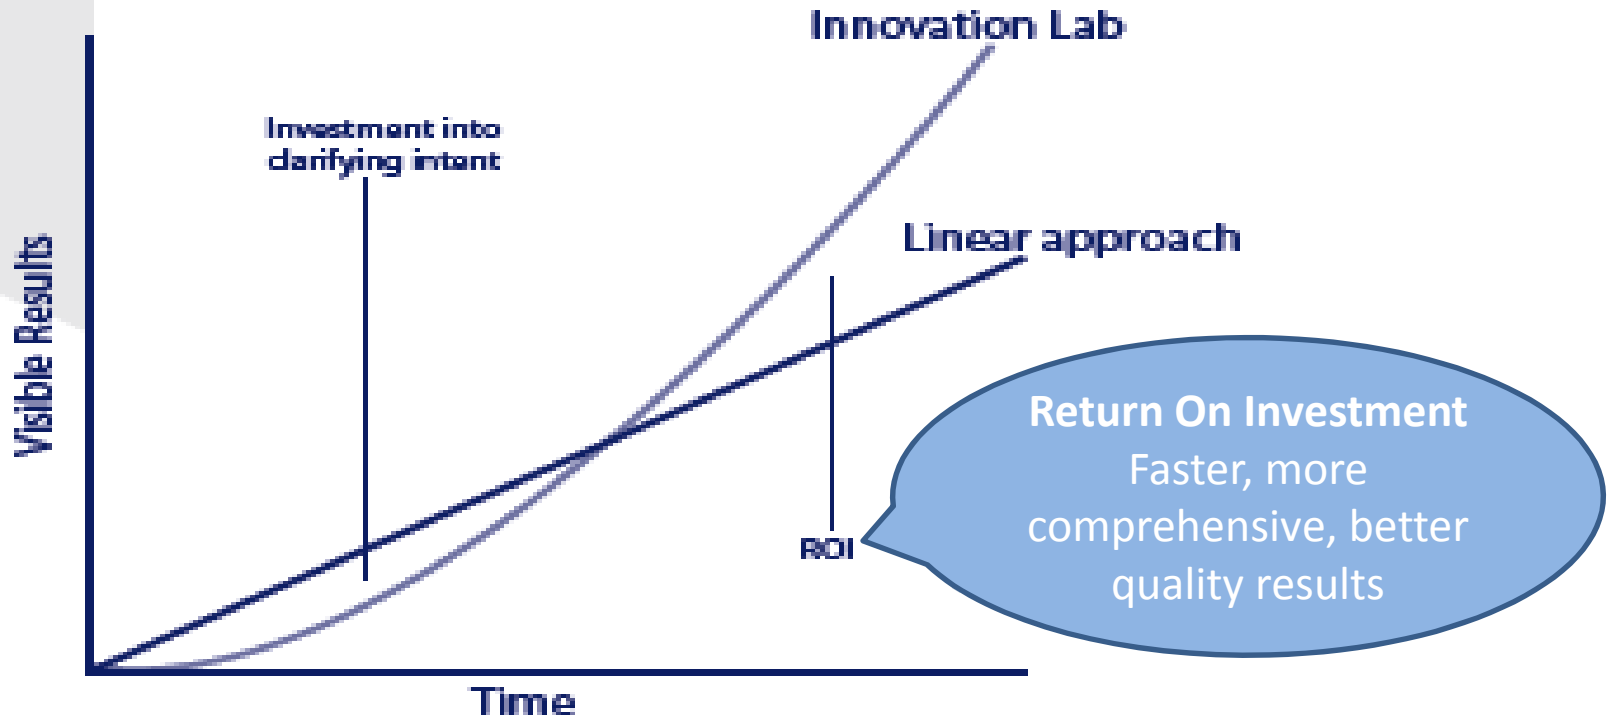 Innovation Lab
Investment into
clarifying intent
Linear approach
Visible Results
Return On Investment
Faster, more
comprehensive, better
quality results
ROI
Time